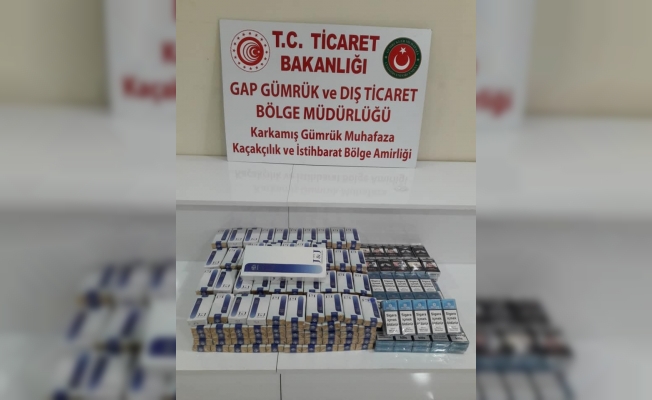 T.C. TİCARET
BAKANLIĞI
GAP GÜMRÜK ve DIŞ TİCARET
BÖLGE MÜDÜRLÜĞÜ
Karkamış Gümrük Muhafaza
Kaçakçılık ve İstihbarat Bölge Amirliği